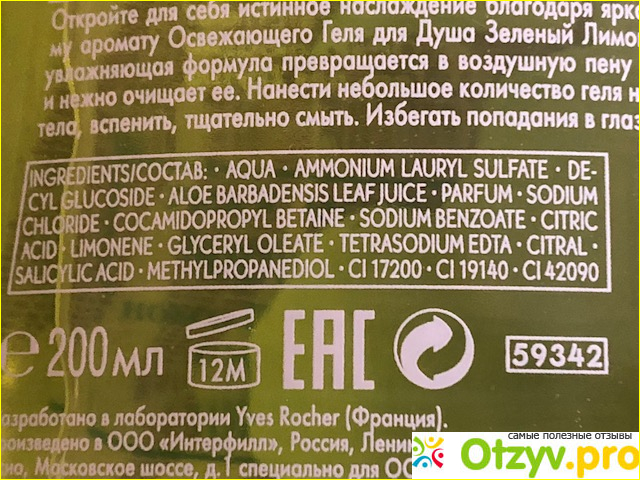 Откройте для себя истинное наслаждение благодаря ярко
му аромату Освежающего Геля для Душа Зеленый Лимо
увлажняющая формула превращается в воздушную пену
и нежно очищает ее. Нанести небольшое количество геля н
тела, вспенить, тщательно смыть. Избегать попадания в глаз
INGREDIENTS/СОСТАВ: • AQUA • AMMONIUM LAURYL SULFATE • DE-
CYL GLUCOSIDE • ALOE BARBADENSIS LEAF JUICE • PARFUM • SODIUM
CHLORIDE • COCAMIDOPROPYL BETAINE • SODIUM BENZOATE • CITRIC
ACID • LIMONENE • GLYCERYL OLEATE • TETRASODIUM EDTA • CITRAL •
SALICYLIC ACID • METHYLPROPANEDIOL • CI 17200 • CI 19140 • CI 42090
e 200 мл
12M
EAC
59342
азработано в лаборатории Yves Rocher (Франция).
роизведено в ООО «Интерфилл», Россия, Ленин
сно, Московское шоссе, д.1 специально для ОС
самые полезные отзывы
Otzyv.pro